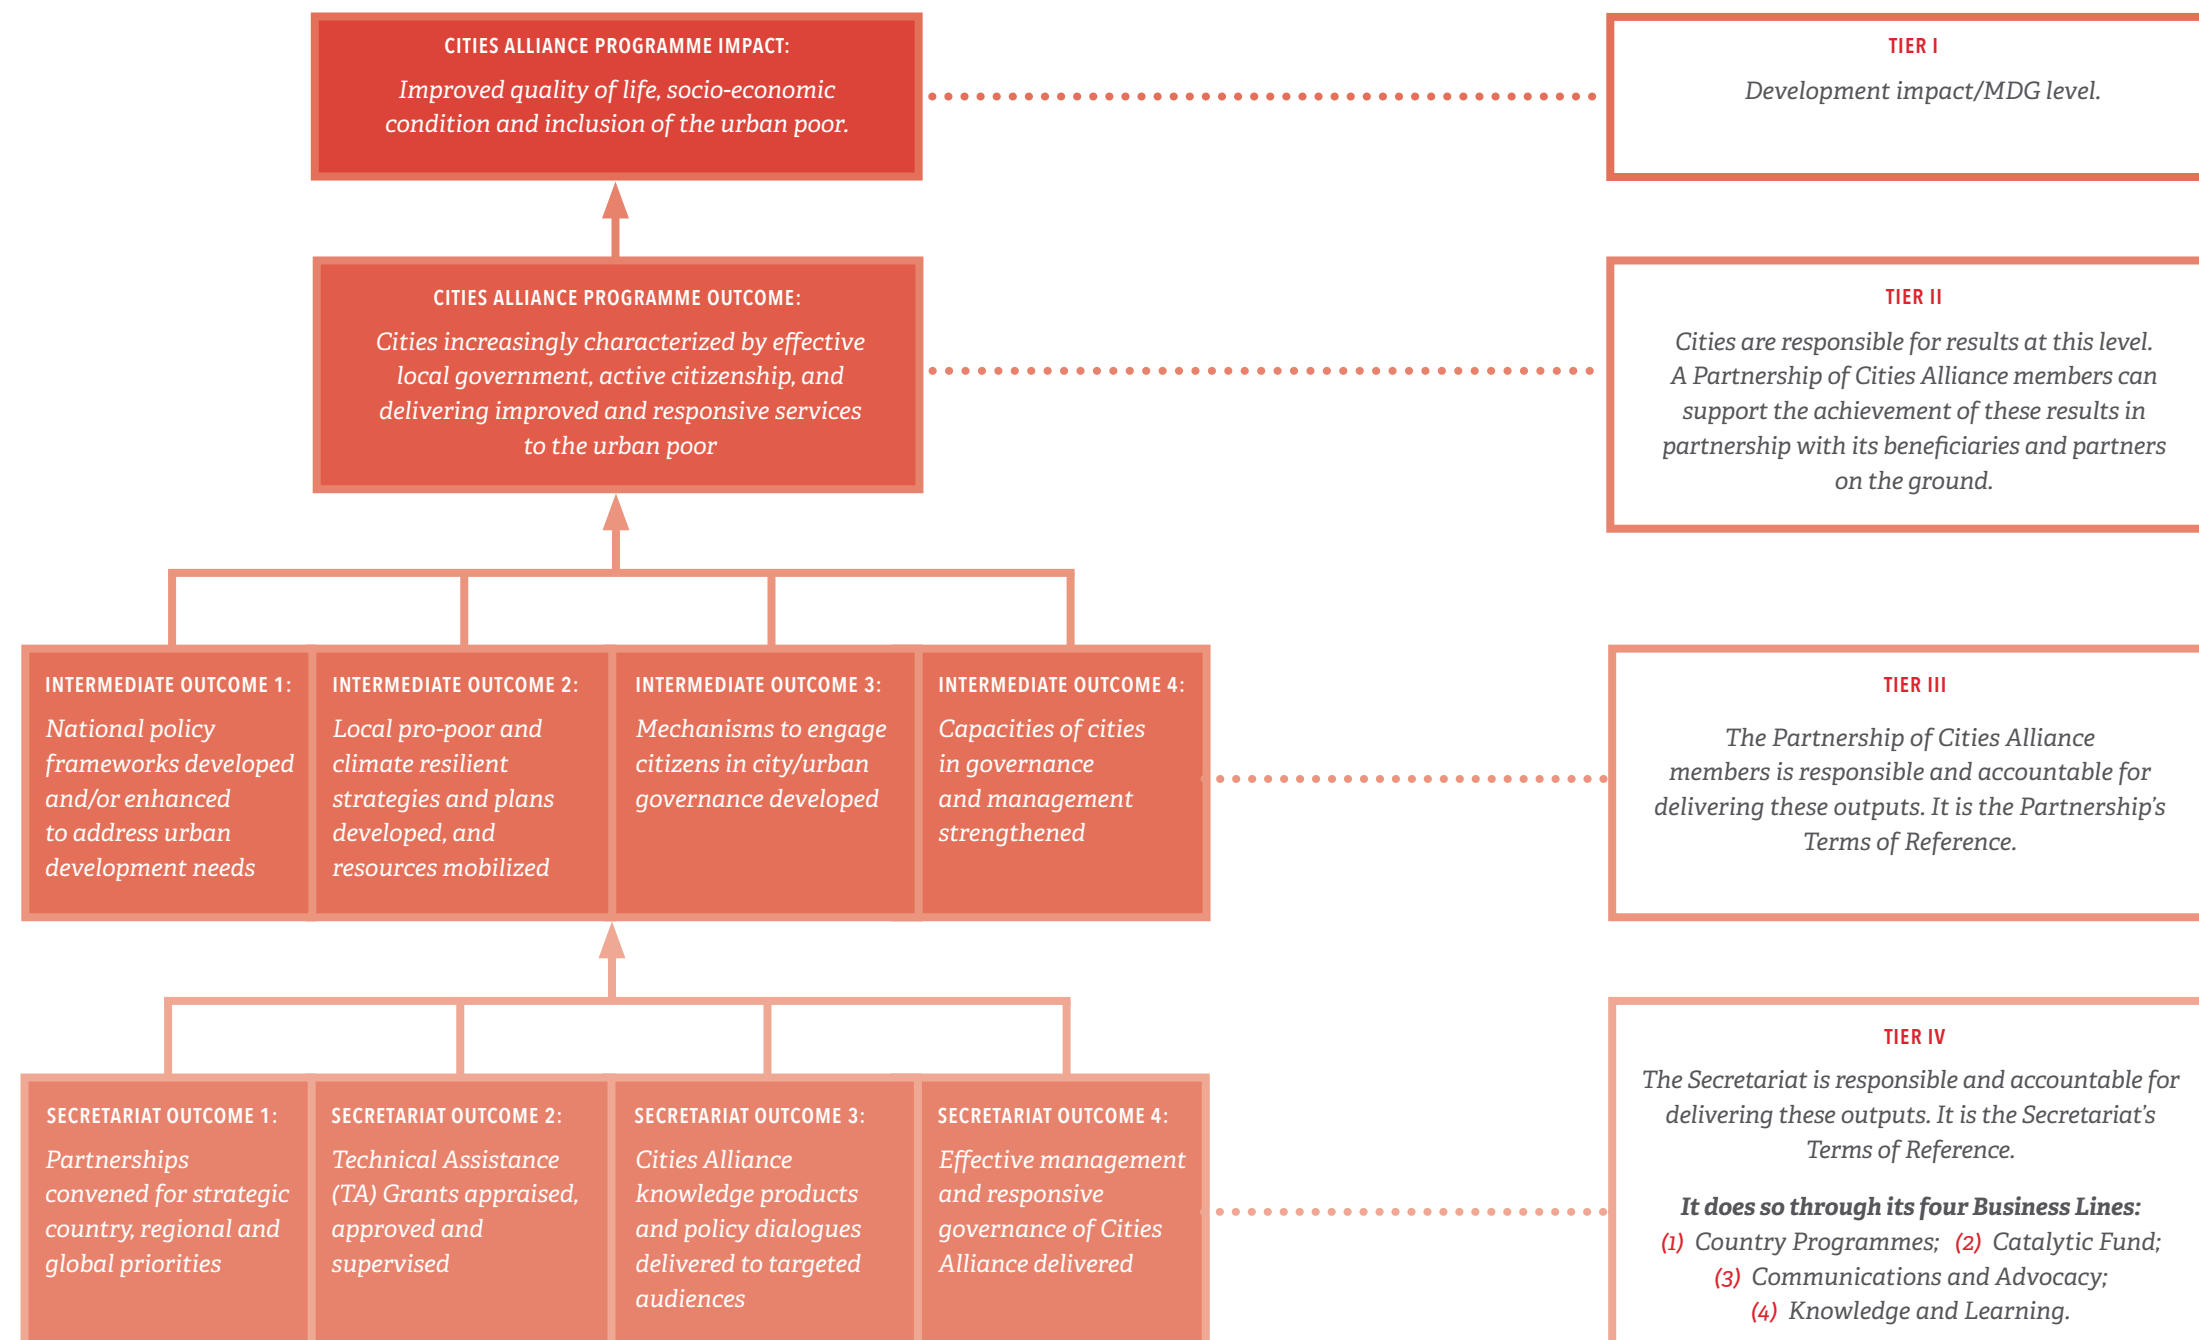 CITIES ALLIANCE PROGRAMME IMPACT:
Improved quality of life, socio-economic
condition and inclusion of the urban poor.
TIER I
Development impact/MDG level.
CITIES ALLIANCE PROGRAMME OUTCOME:
Cities increasingly characterized by effective
local government, active citizenship, and
delivering improved and responsive services
to the urban poor
TIER II
Cities are responsible for results at this level.
A Partnership of Cities Alliance members can
support the achievement of these results in
partnership with its beneficiaries and partners
on the ground.
INTERMEDIATE OUTCOME 1:
National policy
frameworks developed
and/or enhanced
to address urban
development needs
INTERMEDIATE OUTCOME 2:
Local pro-poor and
climate resilient
strategies and plans
developed, and
resources mobilized
INTERMEDIATE OUTCOME 3:
Mechanisms to engage
citizens in city/urban
governance developed
INTERMEDIATE OUTCOME 4:
Capacities of cities
in governance
and management
strengthened
TIER III
The Partnership of Cities Alliance
members is responsible and accountable for
delivering these outputs. It is the Partnership's
Terms of Reference.
SECRETARIAT OUTCOME 1:
Partnerships
convened for strategic
country, regional and
global priorities
SECRETARIAT OUTCOME 2:
Technical Assistance
(TA) Grants appraised,
approved and
supervised
SECRETARIAT OUTCOME 3:
Cities Alliance
knowledge products
and policy dialogues
delivered to targeted
audiences
SECRETARIAT OUTCOME 4:
Effective management
and responsive
governance of Cities
Alliance delivered
TIER IV
The Secretariat is responsible and accountable for
delivering these outputs. It is the Secretariat's
Terms of Reference.
It does so through its four Business Lines:
(1) Country Programmes; (2) Catalytic Fund;
(3) Communications and Advocacy;
(4) Knowledge and Learning.